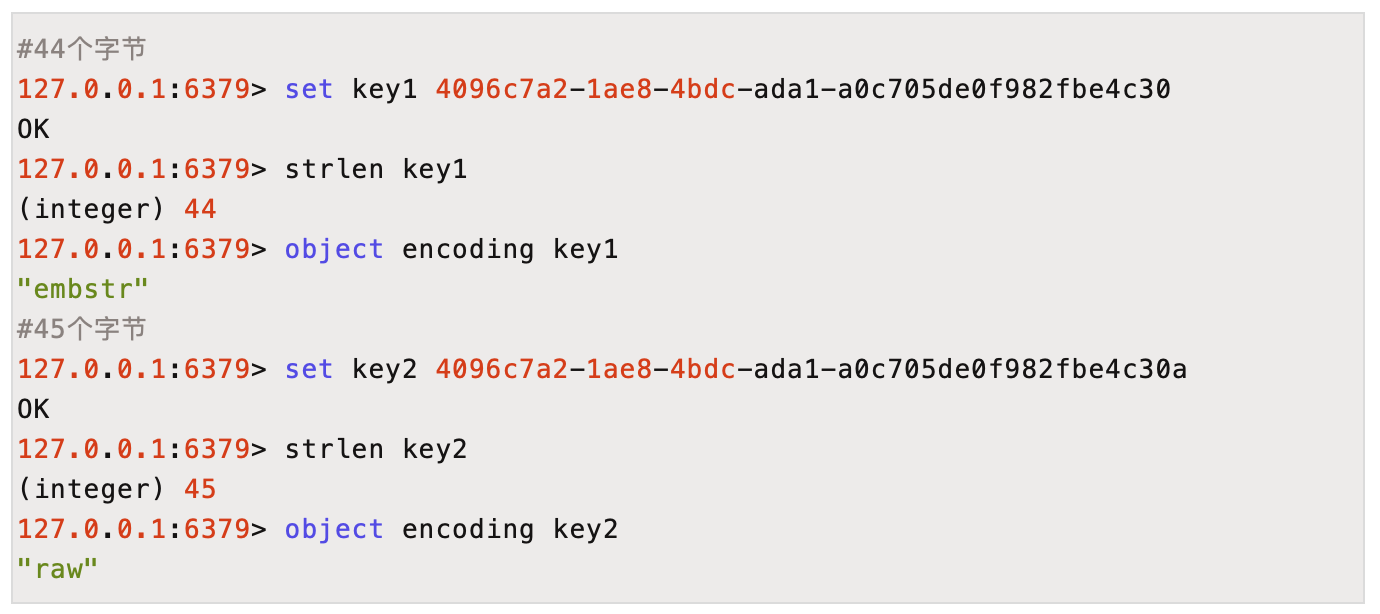 #44个字节
127.0.0.1:6379> set key1 4096c7a2-1ae8-4bdc-ada1-a0c705de0f982fbe4c30
OK
127.0.0.1:6379> strlen key1
(integer) 44
127.0.0.1:6379> object encoding key1
"embstr"
#45个字节
127.0.0.1:6379> set key2 4096c7a2-1ae8-4bdc-ada1-a0c705de0f982fbe4c30a
OK
127.0.0.1:6379> strlen key2
(integer) 45
127.0.0.1:6379> object encoding key2
"raw"